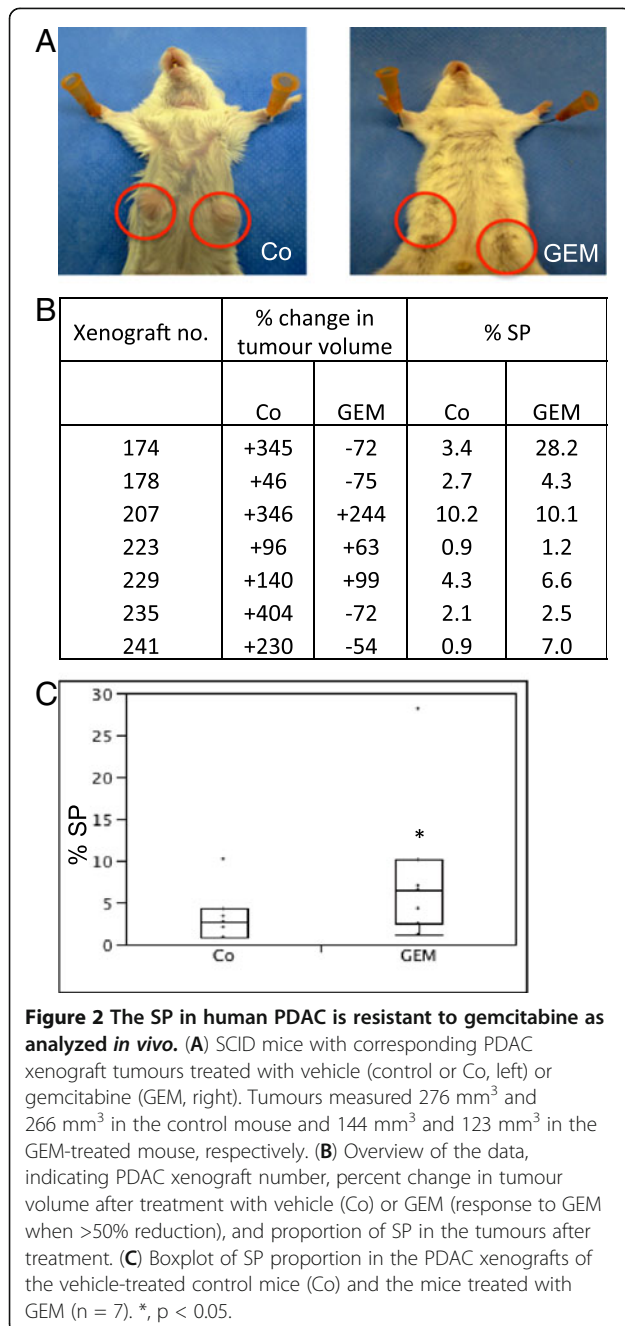 A
Co
GEM
B
Xenograft no.
% change in
tumour volume
% SP
Co GEM Co GEM
174 +345 -72 3.4 28.2
178 +46 -75 2.7 4.3
207 +346 +244 10.2 10.1
223 +96 +63 0.9 1.2
229 +140 +99 4.3 6.6
235 +404 -72 2.1 2.5
241 +230 -54 0.9 7.0
C
30
25
20
15
10
5
0
% SP
*
Co GEM
Figure 2 The SP in human PDAC is resistant to gemcitabine as
analyzed in vivo. (A) SCID mice with corresponding PDAC
xenograft tumours treated with vehicle (control or Co, left) or
gemcitabine (GEM, right). Tumours measured 276 mm³ and
266 mm³ in the control mouse and 144 mm³ and 123 mm³ in the
GEM-treated mouse, respectively. (B) Overview of the data,
indicating PDAC xenograft number, percent change in tumour
volume after treatment with vehicle (Co) or GEM (response to GEM
when >50% reduction), and proportion of SP in the tumours after
treatment. (C) Boxplot of SP proportion in the PDAC xenografts of
the vehicle-treated control mice (Co) and the mice treated with
GEM (n = 7). *, p < 0.05.